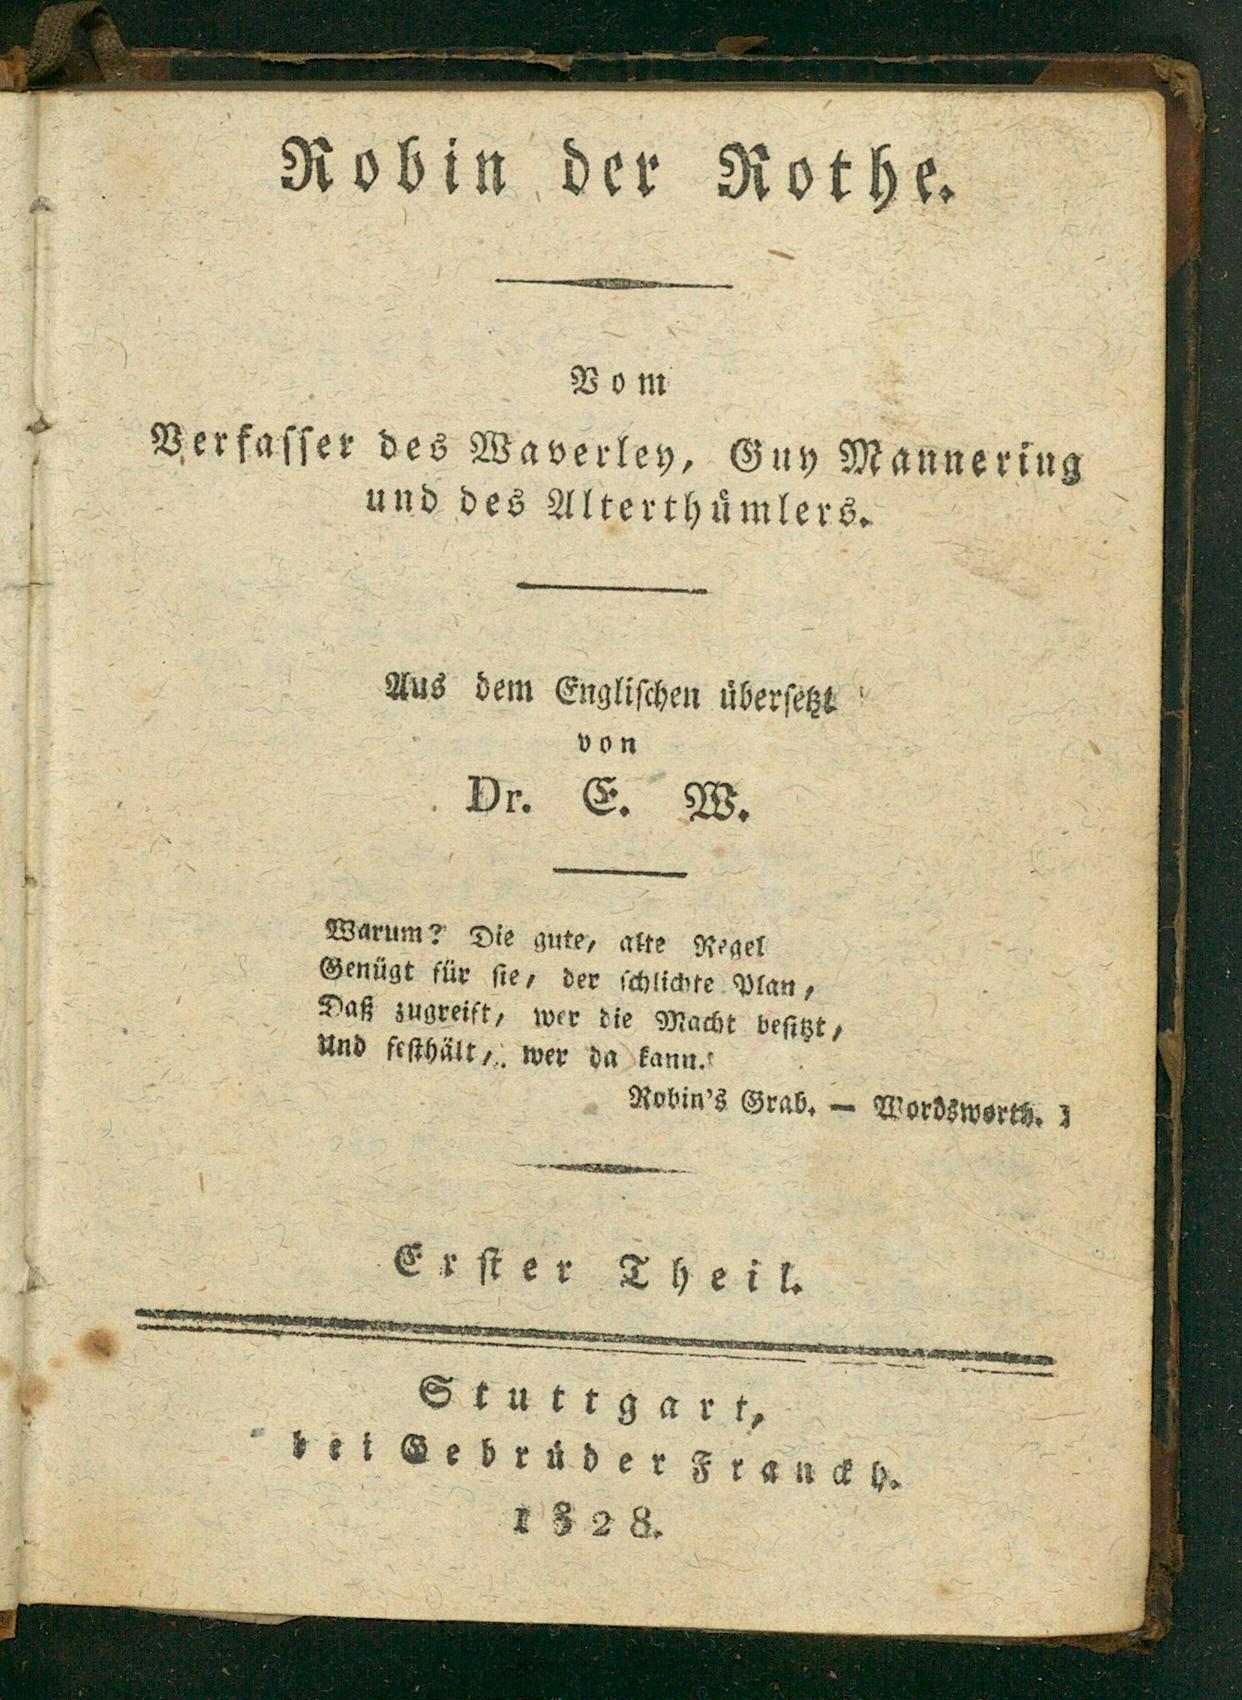 Robin der Rothe.
Vom
Verfasser des Waverley, Guy Mannering
und des Alterthümlers.
Aus dem Englischen übersetzt
von
Dr. E. W.
Warum? Die gute, alte Regel
Genügt für sie, der schlichte Plan,
Daß zugreift, wer die Macht besitzt,
Und festhält, wer da kann.
Robin's Grab. — Wordsworth.
Erster Theil.
Stuttgart,
bei Gebrüder Franckh.
1828.